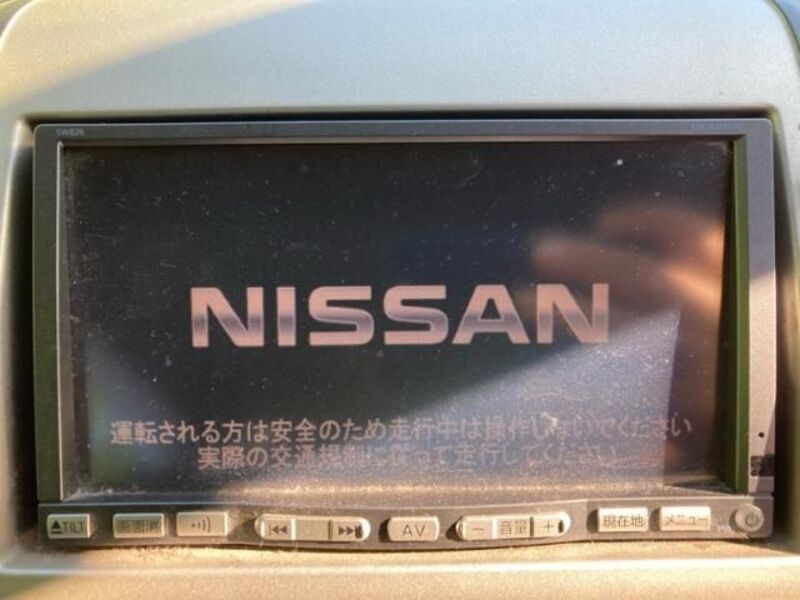 NISSAN
運転される方は安全のため走行中は操作しないでください
実際の交通規制に従って走行してください
▲TILT 画面消 AV − 音量 + 現在地 メニュー